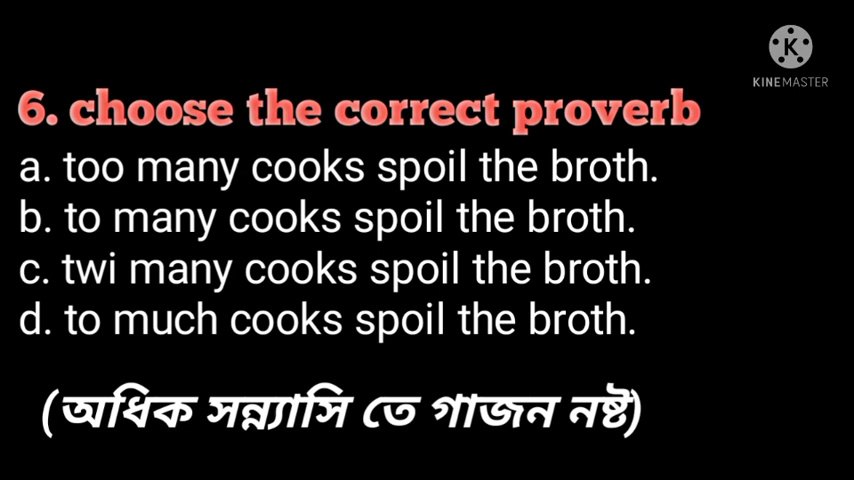 KINEMASTER
6. choose the correct proverb
a. too many cooks spoil the broth.
b. to many cooks spoil the broth.
c. twi many cooks spoil the broth.
d. to much cooks spoil the broth.
(অধিক সন্ন্যাসি তে গাজন নষ্ট)